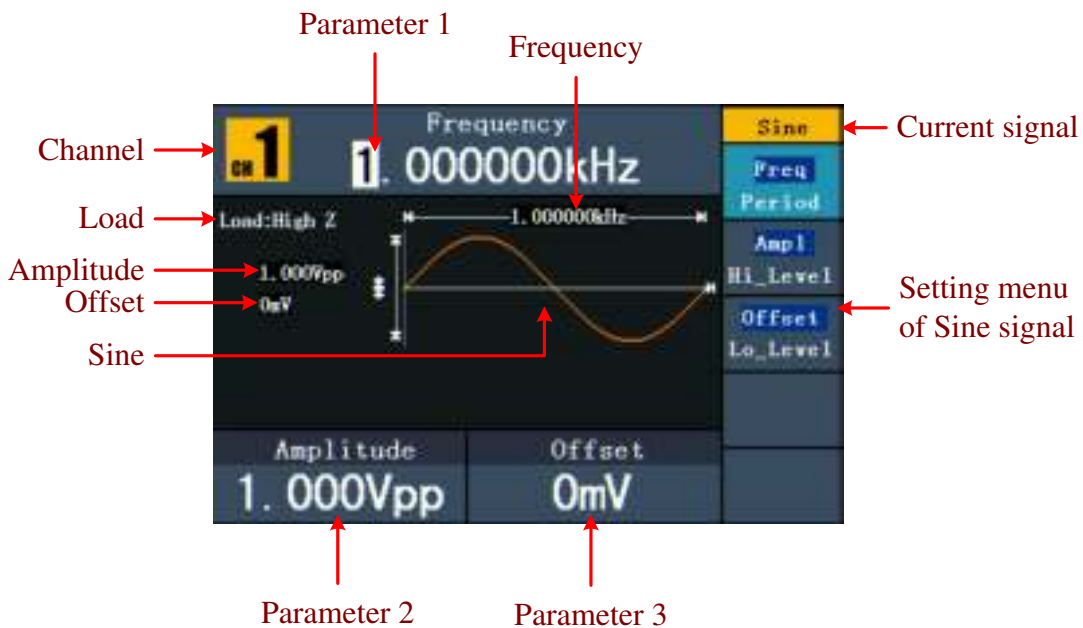 Parameter 1
Frequency
Channel
CH 1
Frequency
1.000000kHz
Sine
Current signal
Freq
Period
Load
Load:High Z
1.000000kHz
Amplitude
1.000Vpp
Ampl
Hi_Level
Offset
0mV
Offset
Lo_Level
Setting menu
of Sine signal
Sine
Amplitude
1.000Vpp
Offset
0mV
Parameter 2
Parameter 3